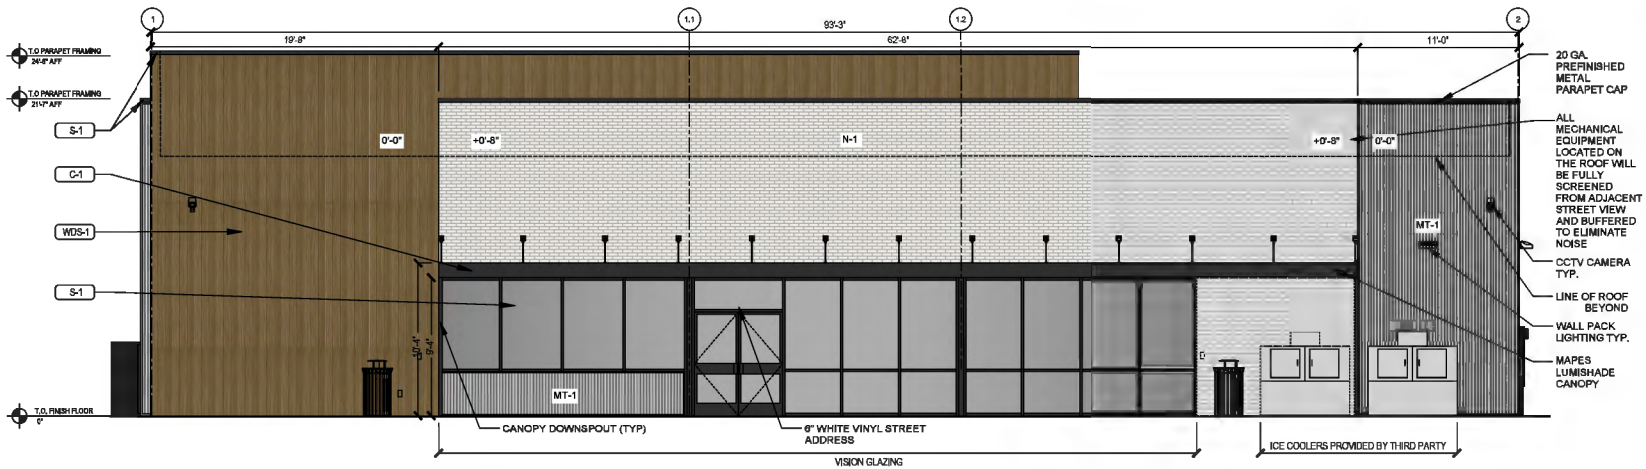 1
1.1
1.2
2
93'-3"
19'-8"
62'-8"
11'-0"
T.O PARAPET FRAMING
24'-6" AFF
T.O PARAPET FRAMING
21'-7" AFF
S-1
C-1
WDS-1
S-1
T.O. FINISH FLOOR
0"
0'-0"
+0'-8"
N-1
+0'-8"
0'-0"
MT-1
MT-1
10'-4"
9'-4"
20 GA.
PREFINISHED
METAL
PARAPET CAP
ALL
MECHANICAL
EQUIPMENT
LOCATED ON
THE ROOF WILL
BE FULLY
SCREENED
FROM ADJACENT
STREET VIEW
AND BUFFERED
TO ELIMINATE
NOISE
CCTV CAMERA
TYP.
LINE OF ROOF
BEYOND
WALL PACK
LIGHTING TYP.
MAPES
LUMISHADE
CANOPY
CANOPY DOWNSPOUT (TYP)
6" WHITE VINYL STREET
ADDRESS
VISION GLAZING
ICE COOLERS PROVIDED BY THIRD PARTY